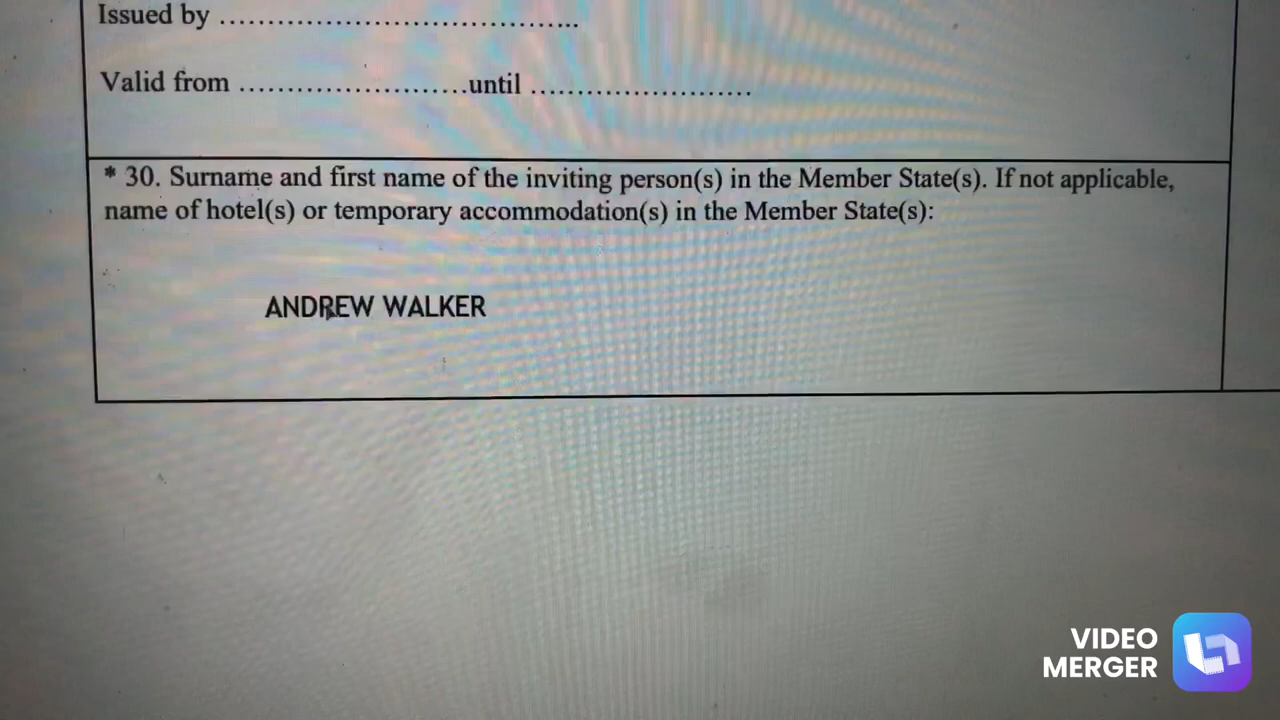 Issued by ……………………………….
Valid from …………………..until …………………..
* 30. Surname and first name of the inviting person(s) in the Member State(s). If not applicable,
name of hotel(s) or temporary accommodation(s) in the Member State(s):
ANDREW WALKER
VIDEO
MERGER